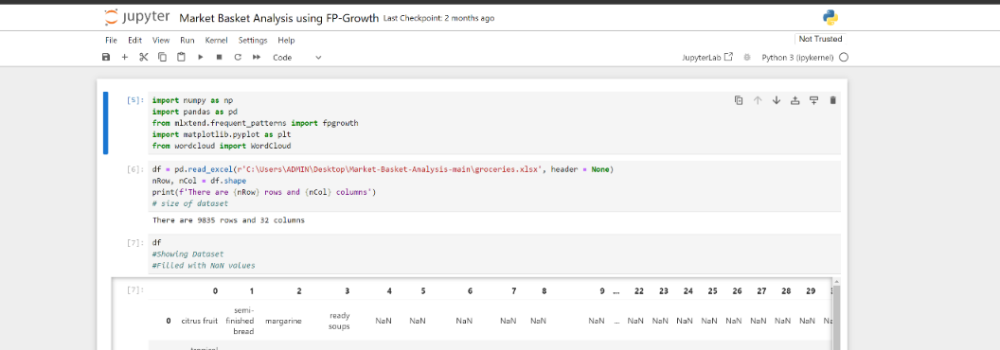 jupyter Market Basket Analysis using FP-Growth Last Checkpoint: 2 months ago
File Edit View Run Kernel Settings Help Not Trusted
Code JupyterLab Python 3 (ipykernel)
[5]: import numpy as np
import pandas as pd
from mlxtend.frequent_patterns import fpgrowth
import matplotlib.pyplot as plt
from wordcloud import WordCloud
[6]: df = pd.read_excel(r'C:\Users\ADMIN\Desktop\Market-Basket-Analysis-main\groceries.xlsx', header = None)
nRow, nCol = df.shape
print(f'There are {nRow} rows and {nCol} columns')
# size of dataset
There are 9835 rows and 32 columns
[7]: df
#Showing Dataset
#Filled with NaN values
[7]: 0 1 2 3 4 5 6 7 8 9 ... 22 23 24 25 26 27 28 29
0 citrus fruit semi-finished bread margarine ready soups NaN NaN NaN NaN NaN NaN ... NaN NaN NaN NaN NaN NaN NaN NaN